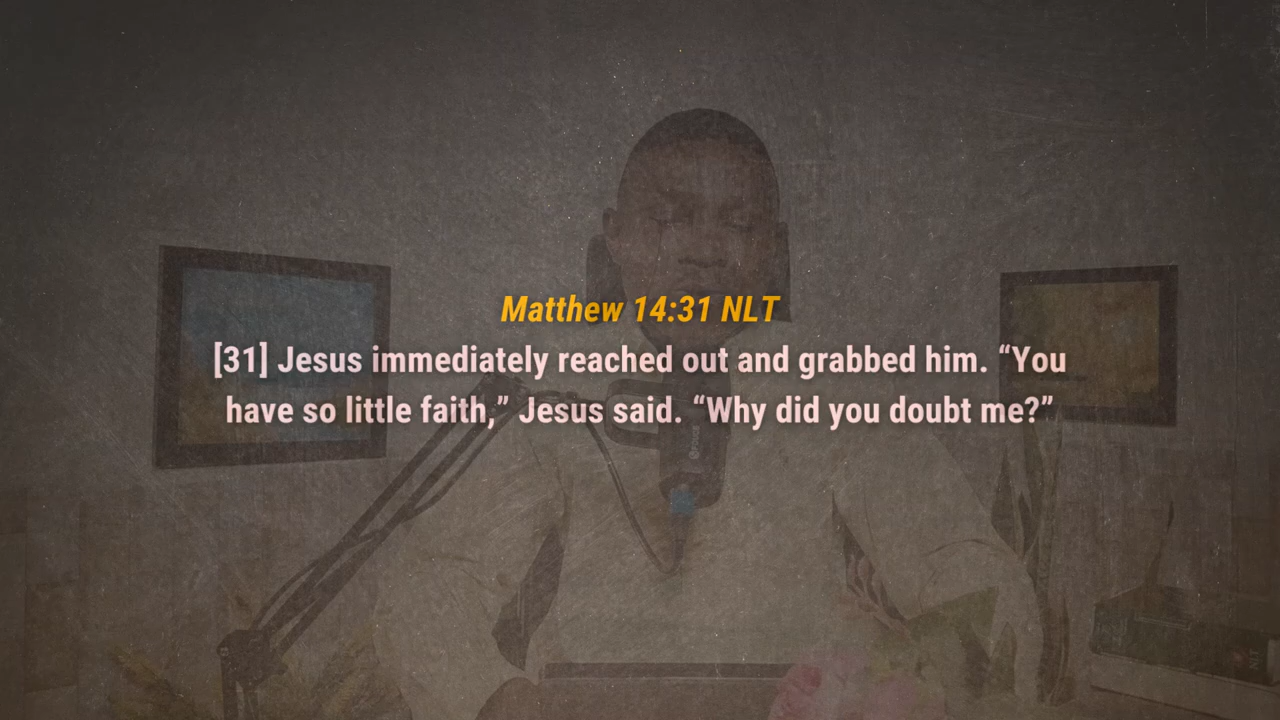 Matthew 14:31 NLT
[31] Jesus immediately reached out and grabbed him. “You
have so little faith,” Jesus said. “Why did you doubt me?”